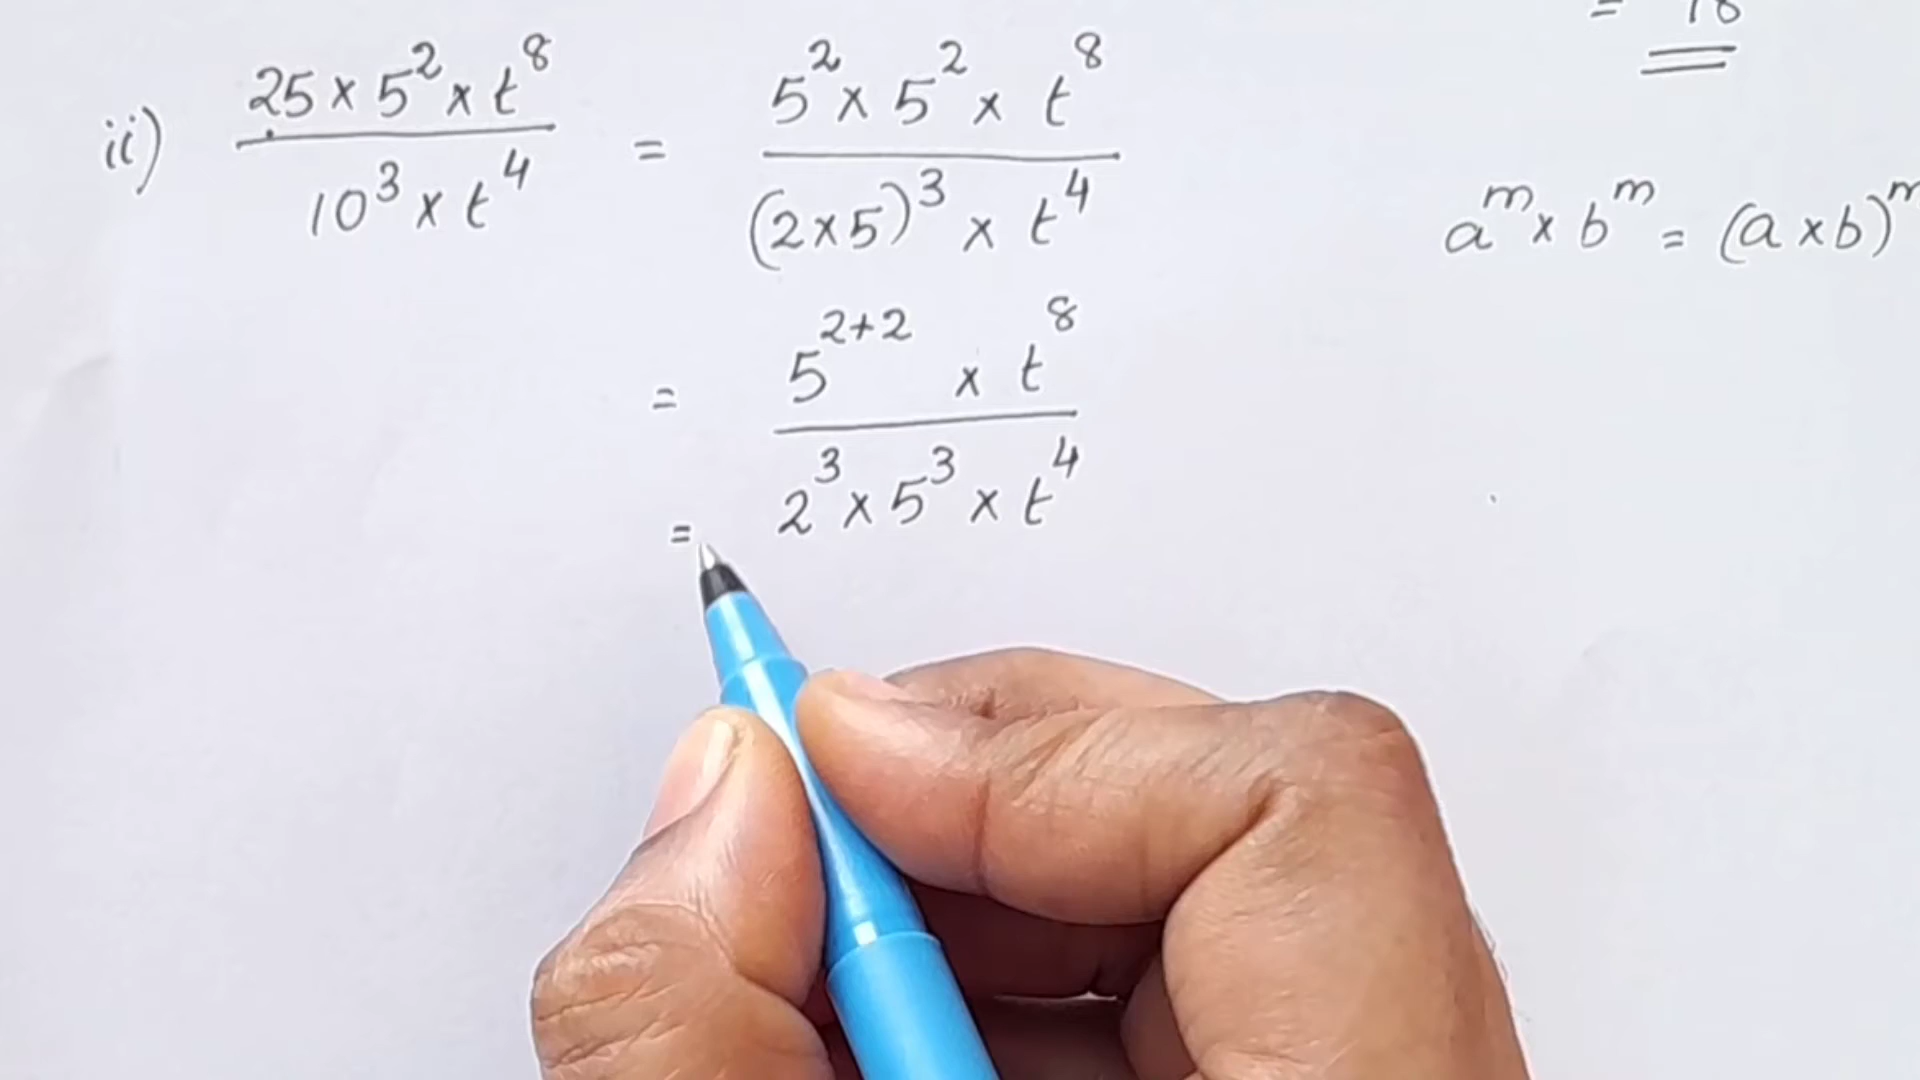 = 18
ii) 25 × 5² × t⁸ / 10³ × t⁴ = 5² × 5² × t⁸ / (2×5)³ × t⁴
aᵐ × bᵐ = (a × b)ᵐ
= 5²⁺² × t⁸ / 2³ × 5³ × t⁴
=